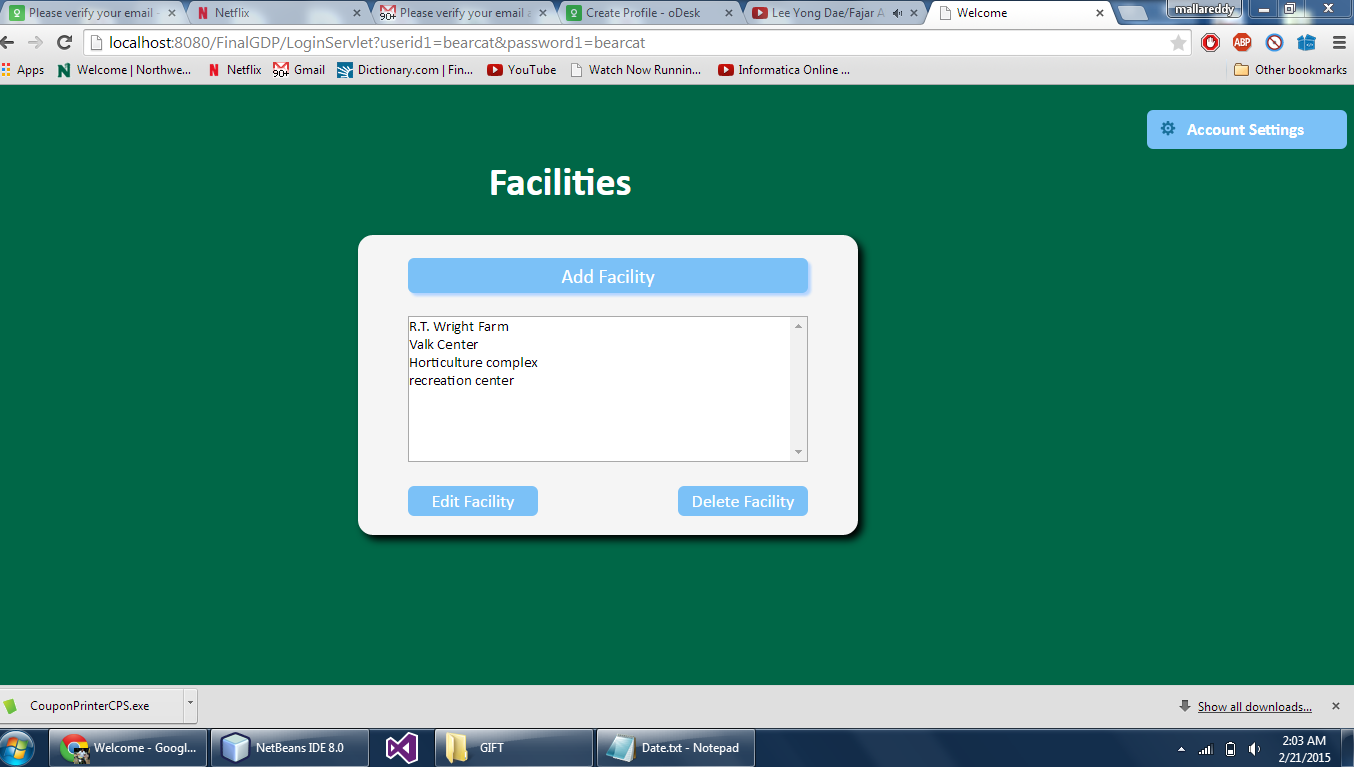 Please verify your email -
Netflix
Please verify your email a
Create Profile - oDesk
Lee Yong Dae/Fajar A
Welcome
mallareddy
localhost:8080/FinalGDP/LoginServlet?userid1=bearcat&password1=bearcat
ABP
Apps
Welcome | Northwe...
Netflix
90+
Gmail
Dictionary.com | Fin...
YouTube
Watch Now Runnin...
Informatica Online ...
Other bookmarks
Account Settings
Facilities
Add Facility
R.T. Wright Farm
Valk Center
Horticulture complex
recreation center
Edit Facility
Delete Facility
CouponPrinterCPS.exe
Show all downloads...
Welcome - Googl...
NetBeans IDE 8.0
GIFT
Date.txt - Notepad
2:03 AM
2/21/2015